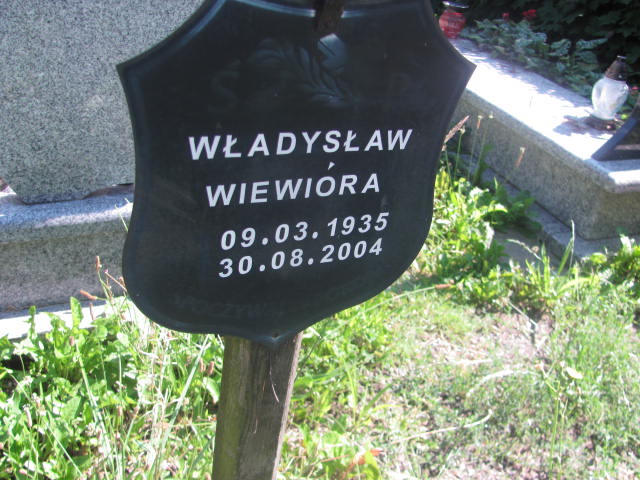 Ś P
WŁADYSŁAW
WIEWIÓRA
09.03.1935
30.08.2004